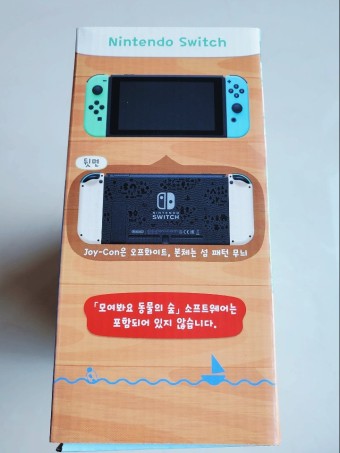 Nintendo Switch
뒷면
NINTENDO
SWITCH
Joy-Con은 오프화이트, 본체는 섬 패턴 무늬
「모여봐요 동물의 숲」 소프트웨어는
포함되어 있지 않습니다.